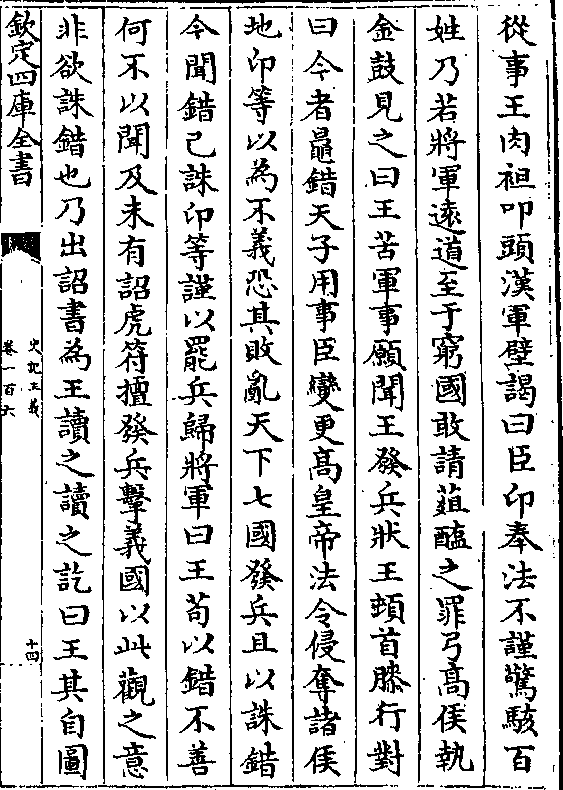 從事王肉袒叩頭漢軍壁謁曰臣卬奉法不謹驚駭百
姓乃若將軍遠道至于窮國敢請葅醢之罪弓髙侯執
金鼓見之曰王苦軍事願聞王發兵狀王頓首膝行對
曰今者鼂錯天子用事臣變更髙皇帝法令侵奪諸侯
地卬等以為不義恐其敗亂天下七國發兵且以誅錯
今聞錯已誅卬等謹以罷兵歸將軍曰王苟以錯不善
何不以聞及未有詔虎符擅發兵擊義國以此觀之意
非欲誅錯也乃出詔書為王讀之讀之訖曰王其自圖
欽定四庫全書
史記正義
卷一百六
十四